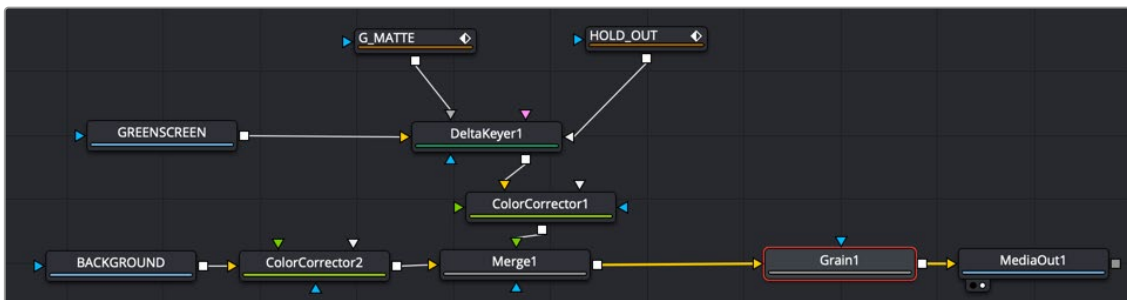 G_MATTE
HOLD_OUT
GREENSCREEN
DeltaKeyer1
ColorCorrector1
BACKGROUND
ColorCorrector2
Merge1
Grain1
MediaOut1